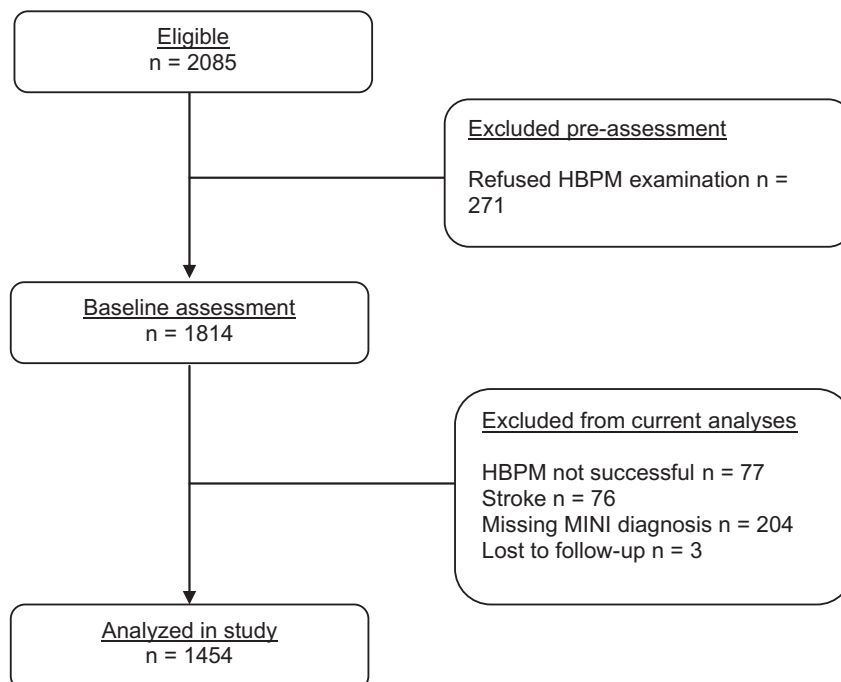 Eligible
n = 2085
Excluded pre-assessment
Refused HBPM examination n =
271
Baseline assessment
n = 1814
Excluded from current analyses
HBPM not successful n = 77
Stroke n = 76
Missing MINI diagnosis n = 204
Lost to follow-up n = 3
Analyzed in study
n = 1454